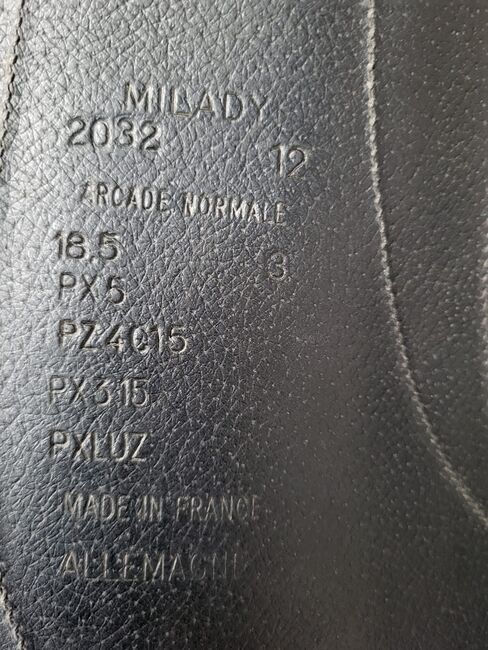 MILADY
2032 12
ARCADE NORMALE
18.5 3
PX5
PZ4C15
PX315
PXLUZ
MADE IN FRANCE